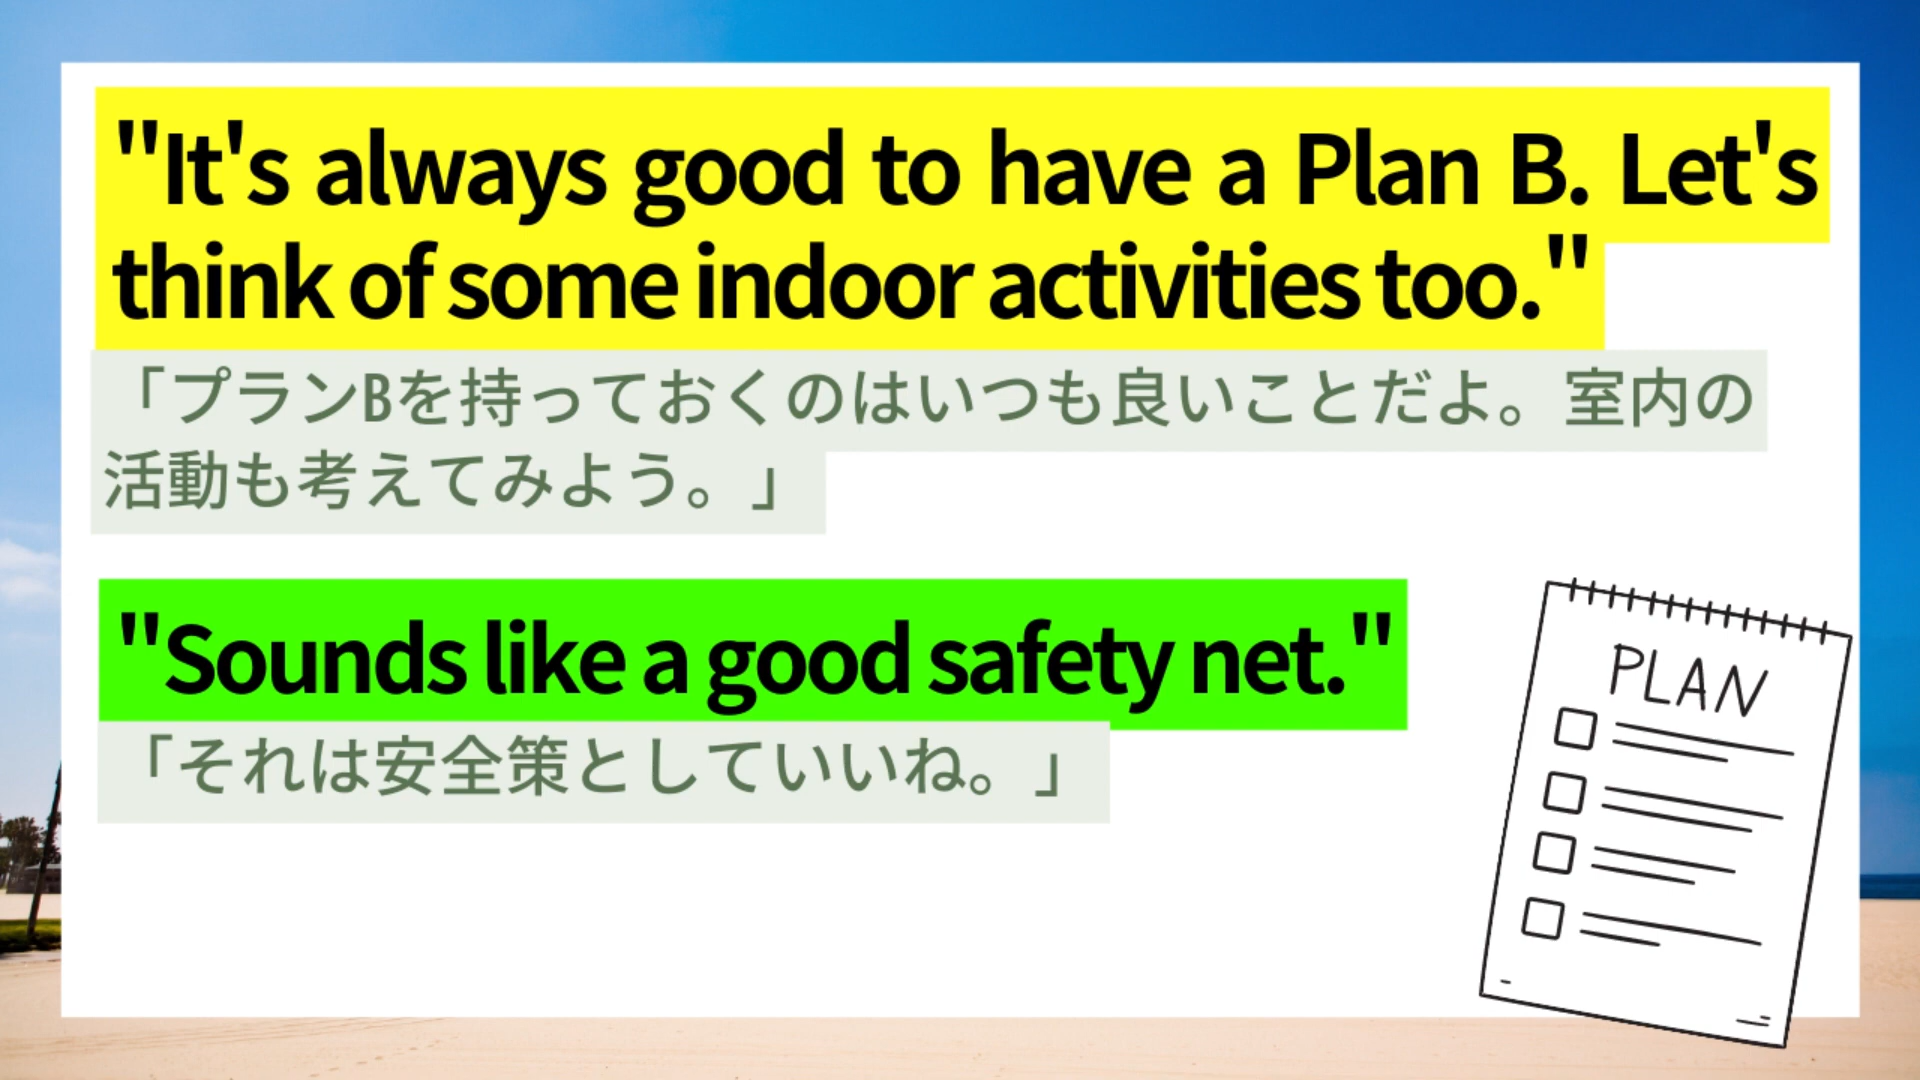 "It's always good to have a Plan B. Let's
think of some indoor activities too."
「プランBを持っておくのはいつも良いことだよ。室内の
活動も考えてみよう。」
"Sounds like a good safety net."
「それは安全策としていいね。」
PLAN